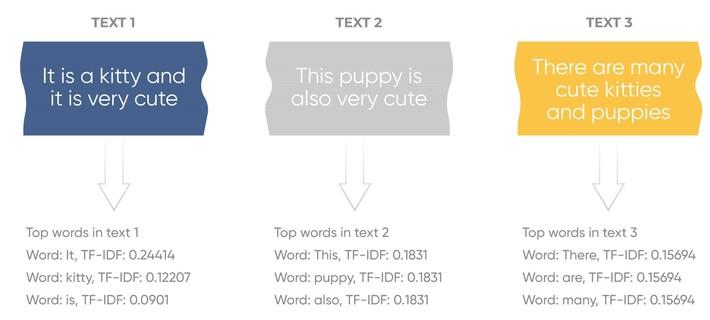 TEXT 1
It is a kitty and
it is very cute
Top words in text 1
Word: It, TF-IDF: 0.24414
Word: kitty, TF-IDF: 0.12207
Word: is, TF-IDF: 0.0901
TEXT 2
This puppy is
also very cute
Top words in text 2
Word: This, TF-IDF: 0.1831
Word: puppy, TF-IDF: 0.1831
Word: also, TF-IDF: 0.1831
TEXT 3
There are many
cute kitties
and puppies
Top words in text 3
Word: There, TF-IDF: 0.15694
Word: are, TF-IDF: 0.15694
Word: many, TF-IDF: 0.15694